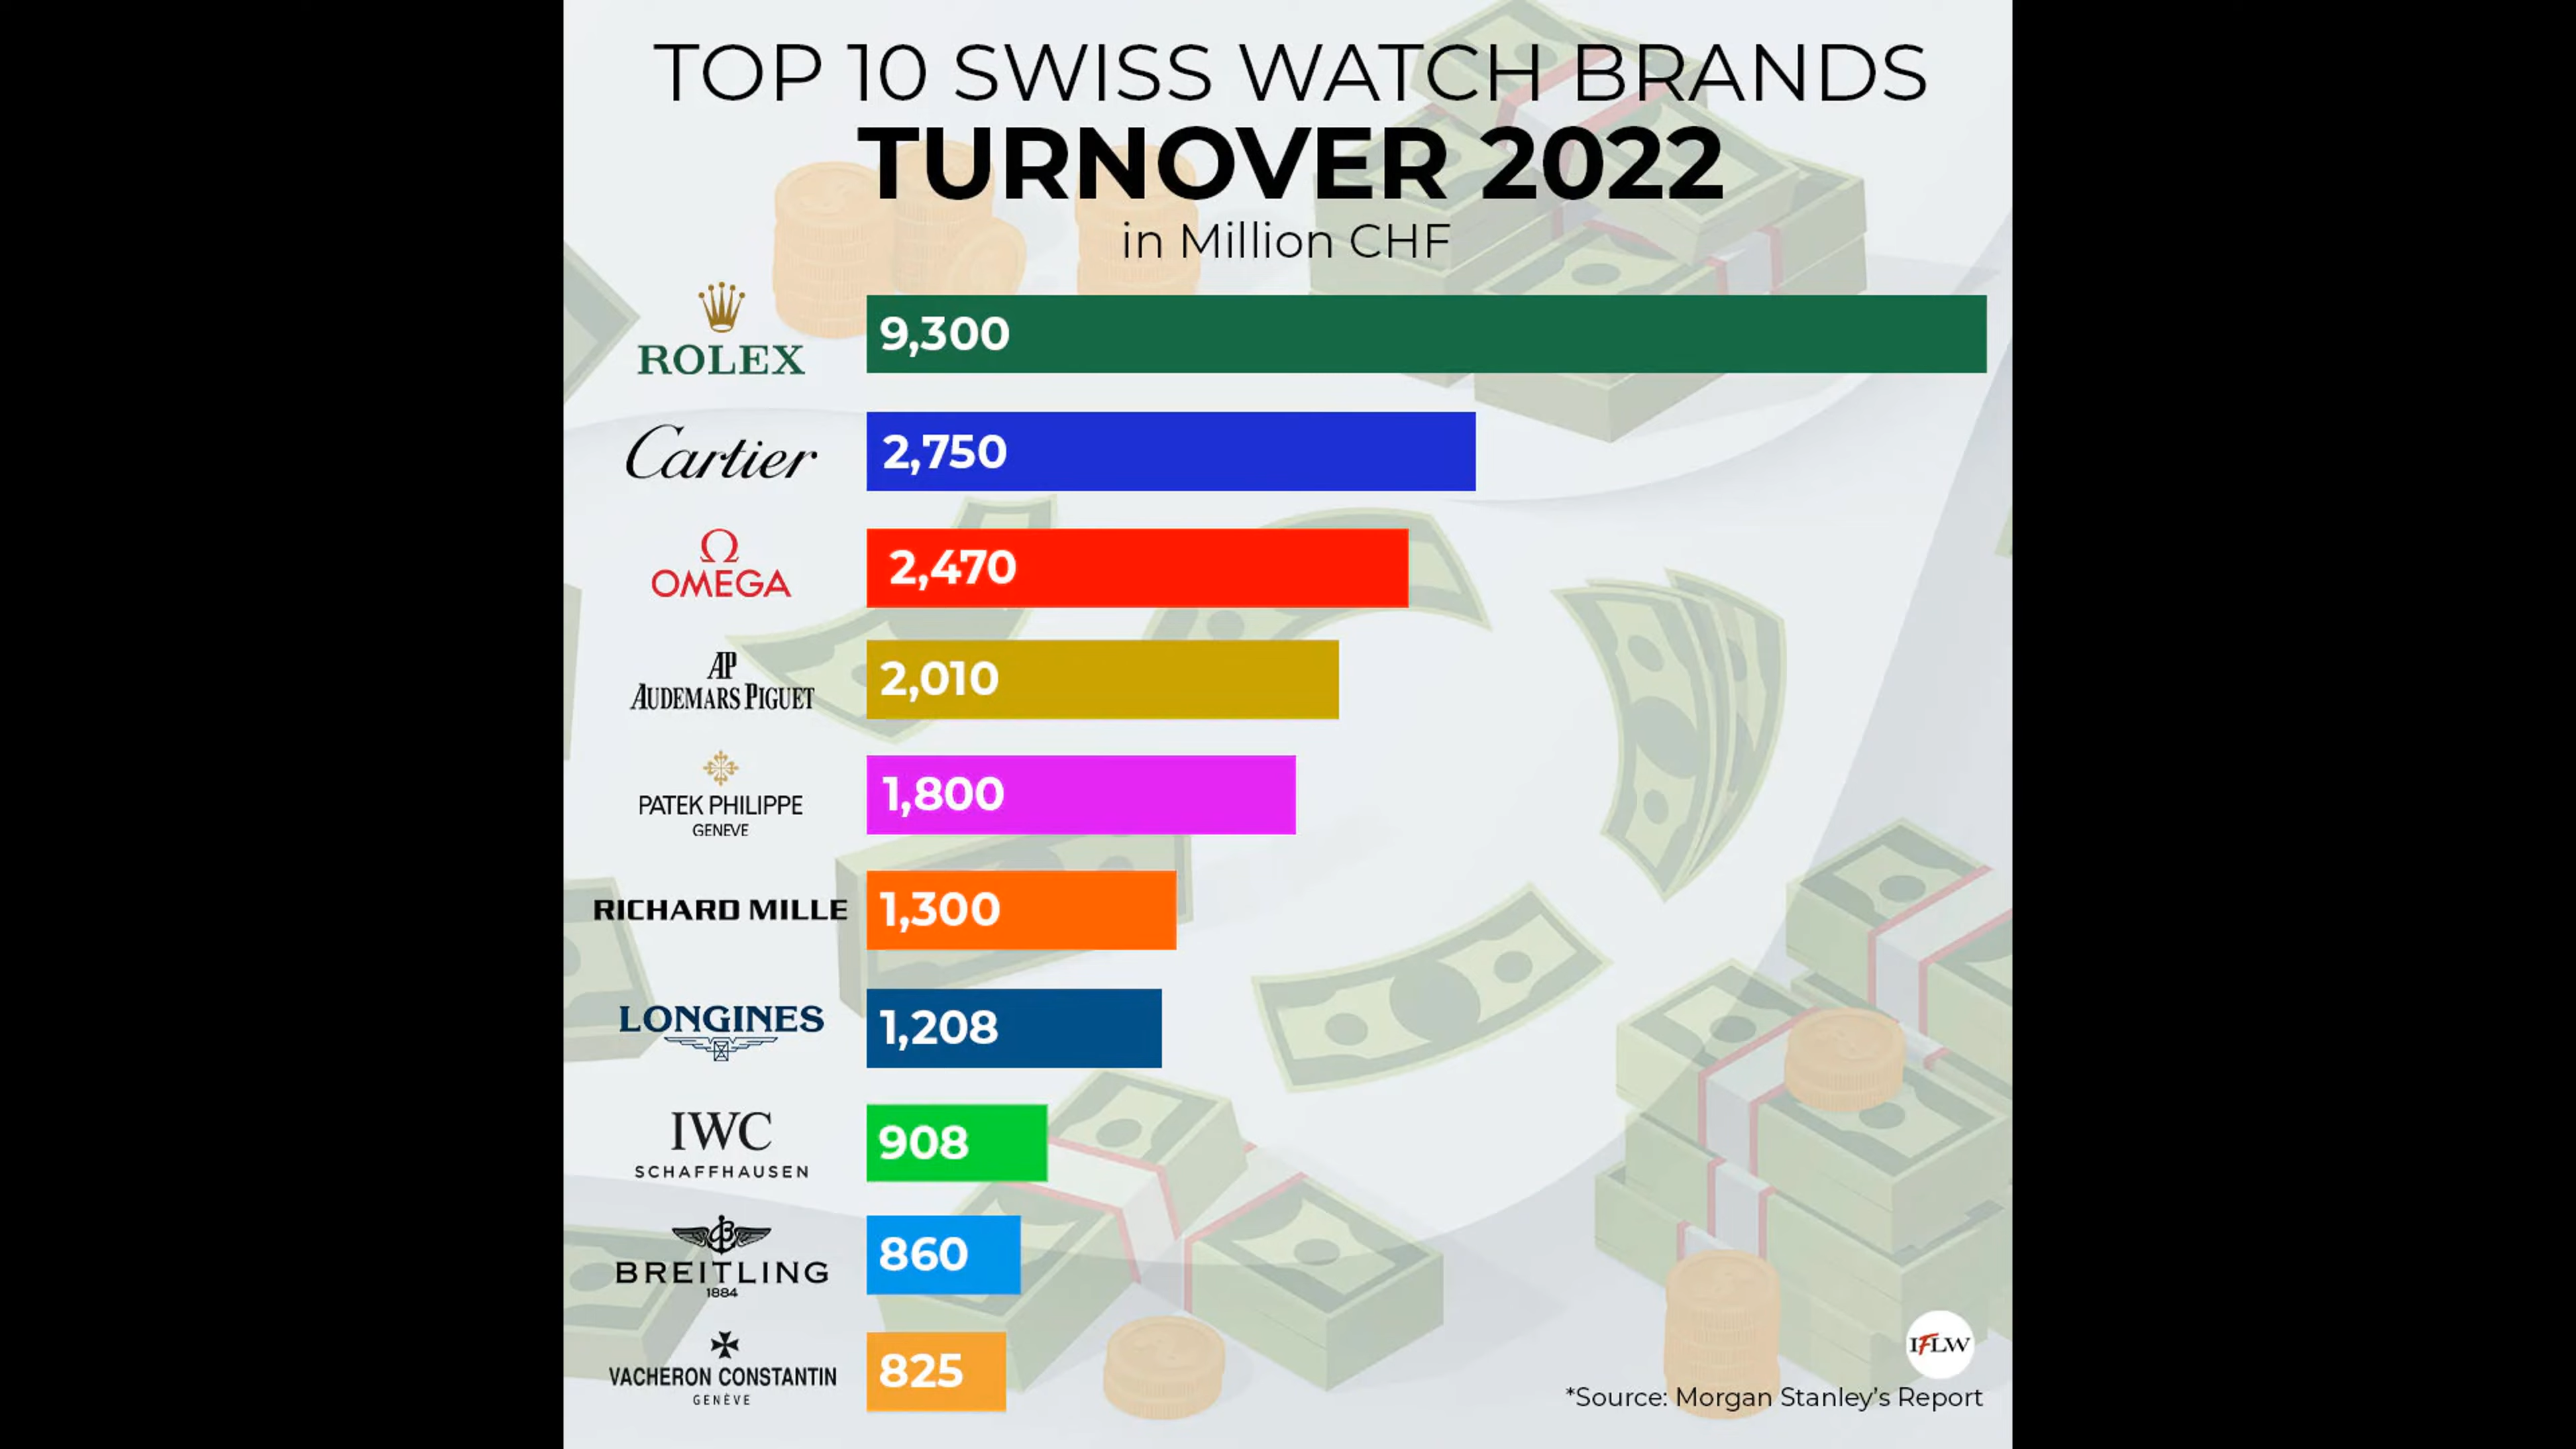 TOP 10 SWISS WATCH BRANDS
TURNOVER 2022
in Million CHF
ROLEX
9,300
Cartier
2,750
Ω
OMEGA
2,470
AP
AUDEMARS PIGUET
2,010
PATEK PHILIPPE
GENEVE
1,800
RICHARD MILLE
1,300
LONGINES
1,208
IWC
SCHAFFHAUSEN
908
B
BREITLING
1884
860
VACHERON CONSTANTIN
GENÈVE
825
IFLW
*Source: Morgan Stanley's Report